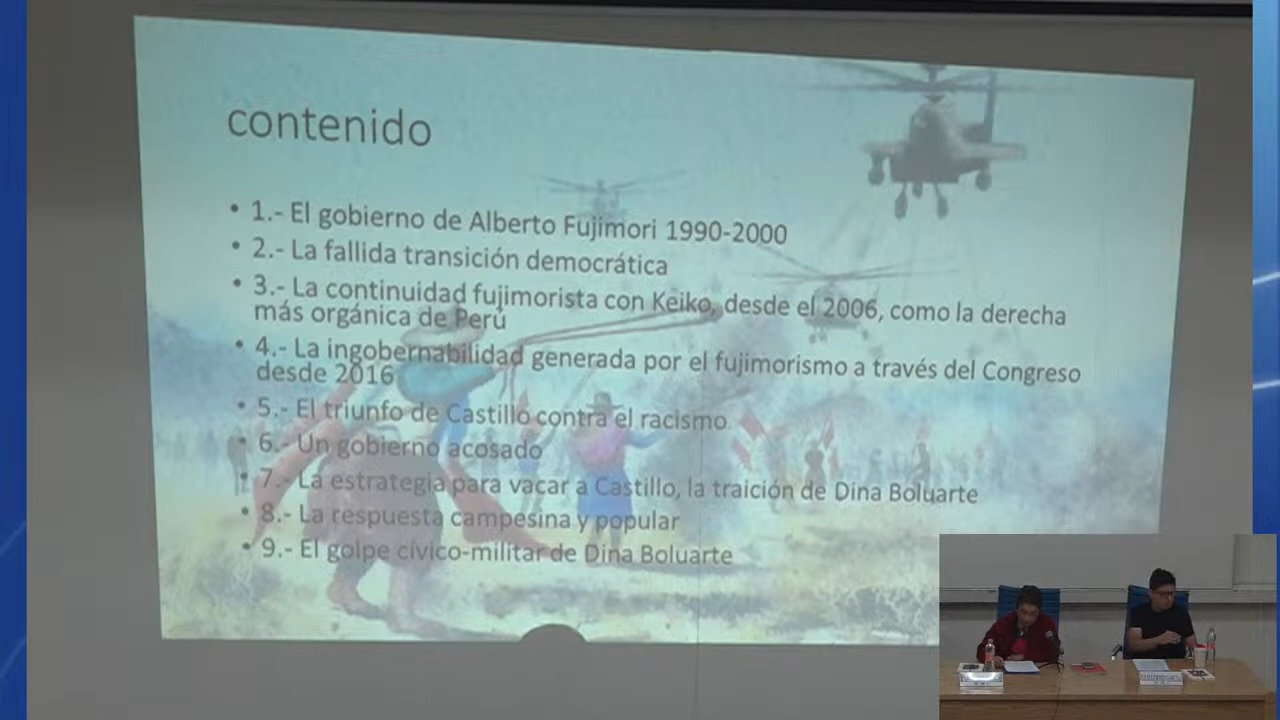 contenido
• 1.- El gobierno de Alberto Fujimori 1990-2000
• 2.- La fallida transición democrática
• 3.- La continuidad fujimorista con Keiko, desde el 2006, como la derecha
más orgánica de Perú
• 4.- La ingobernabilidad generada por el fujimorismo a través del Congreso
desde 2016
• 5.- El triunfo de Castillo contra el racismo
• 6.- Un gobierno acosado
• 7.- La estrategia para vacar a Castillo, la traición de Dina Boluarte
• 8.- La respuesta campesina y popular
• 9.- El golpe cívico-militar de Dina Boluarte